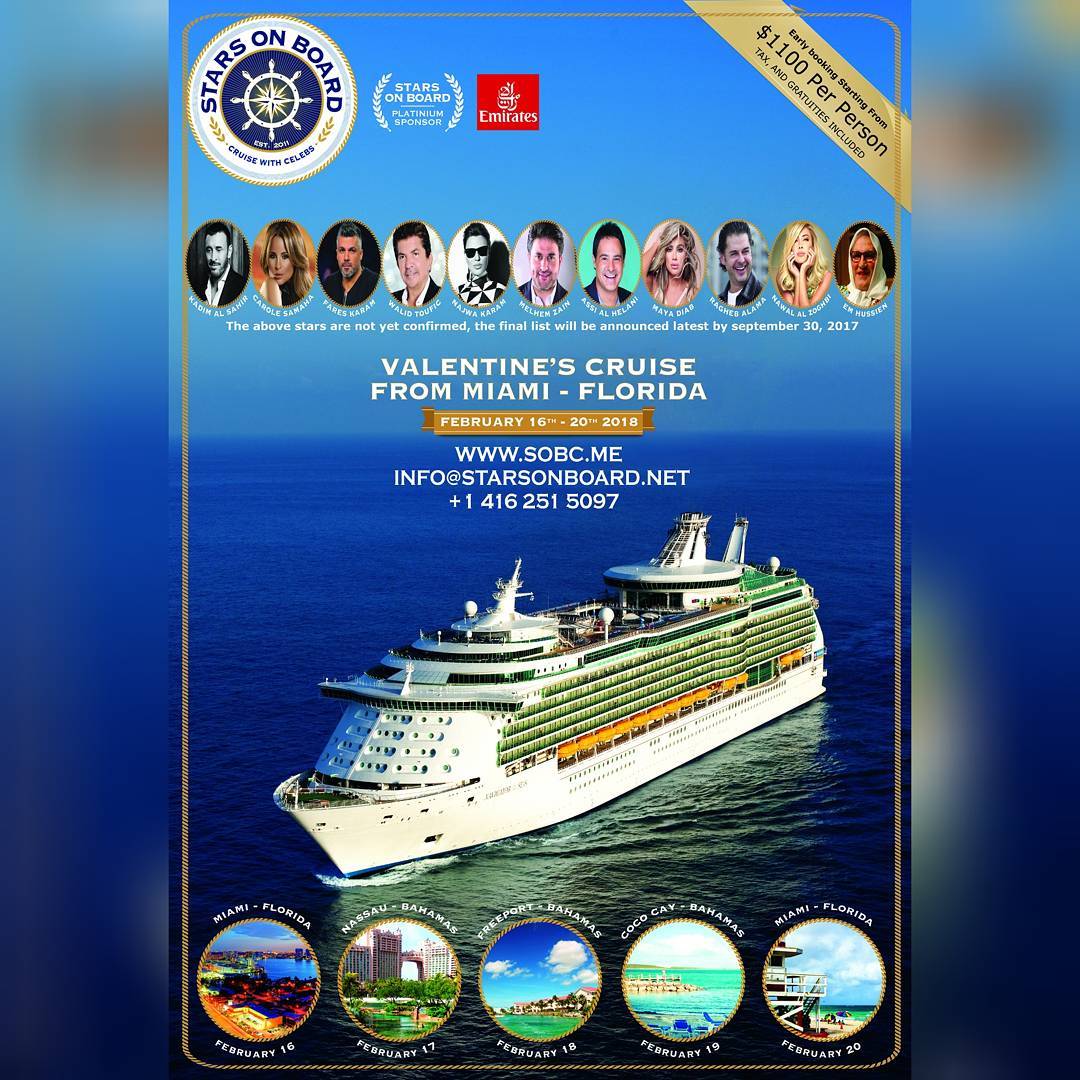 STARS ON BOARD
EST. 2011
CRUISE WITH CELEBS
STARS
ON BOARD
PLATINIUM
SPONSOR
Emirates
Early booking Starting From
$1100 Per Person
TAX, AND GRATUITIES INCLUDED
KADIM AL SAHIR
CAROLE SAMAHA
FARES KARAM
WALID TOUFIC
NAJWA KARAM
MELHEM ZAIN
ASSI AL HELANI
MAYA DIAB
RAGHEB ALAMA
NAWAL AL ZOGHBI
EM HUSSIEN
The above stars are not yet confirmed, the final list will be announced latest by september 30, 2017
VALENTINE'S CRUISE
FROM MIAMI - FLORIDA
FEBRUARY 16TH - 20TH 2018
WWW.SOBC.ME
INFO@STARSONBOARD.NET
+1 416 251 5097
MIAMI - FLORIDA
FEBRUARY 16
NASSAU - BAHAMAS
FEBRUARY 17
FREEPORT - BAHAMAS
FEBRUARY 18
COCO CAY - BAHAMAS
FEBRUARY 19
MIAMI - FLORIDA
FEBRUARY 20